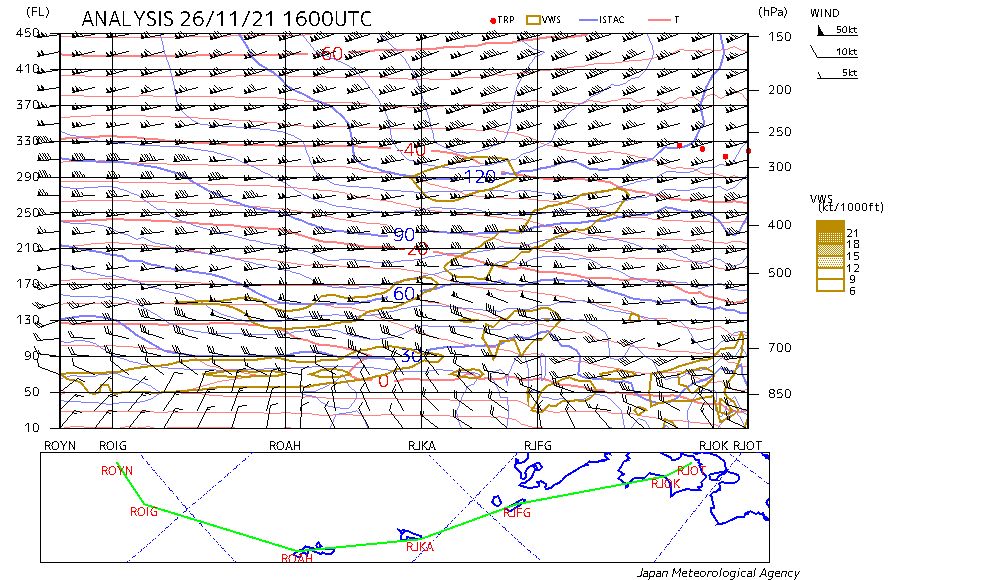 (FL)
ANALYSIS 26/11/21 1600UTC
TRP VWS ISTAC T
(hPa)
WIND
450
410
370
330
290
250
210
170
130
90
50
10
-60
-40
120
90
-20
60
30
0
150
200
250
300
400
500
700
850
50kt
10kt
5kt
VWS
(kt/1000ft)
21
18
15
12
9
6
ROYN ROIG ROAH RJKA RJFG RJOK RJOT
ROYN
ROIG
ROAH
RJKA
RJFG
RJOK
RJOT
Japan Meteorological Agency